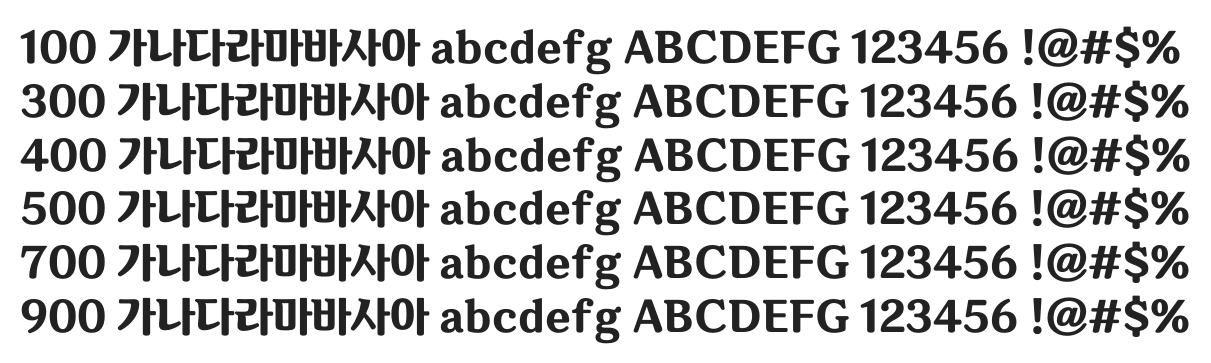 100 가나다라마바사아 abcdefg ABCDEFG 123456 !@#$%
300 가나다라마바사아 abcdefg ABCDEFG 123456 !@#$%
400 가나다라마바사아 abcdefg ABCDEFG 123456 !@#$%
500 가나다라마바사아 abcdefg ABCDEFG 123456 !@#$%
700 가나다라마바사아 abcdefg ABCDEFG 123456 !@#$%
900 가나다라마바사아 abcdefg ABCDEFG 123456 !@#$%